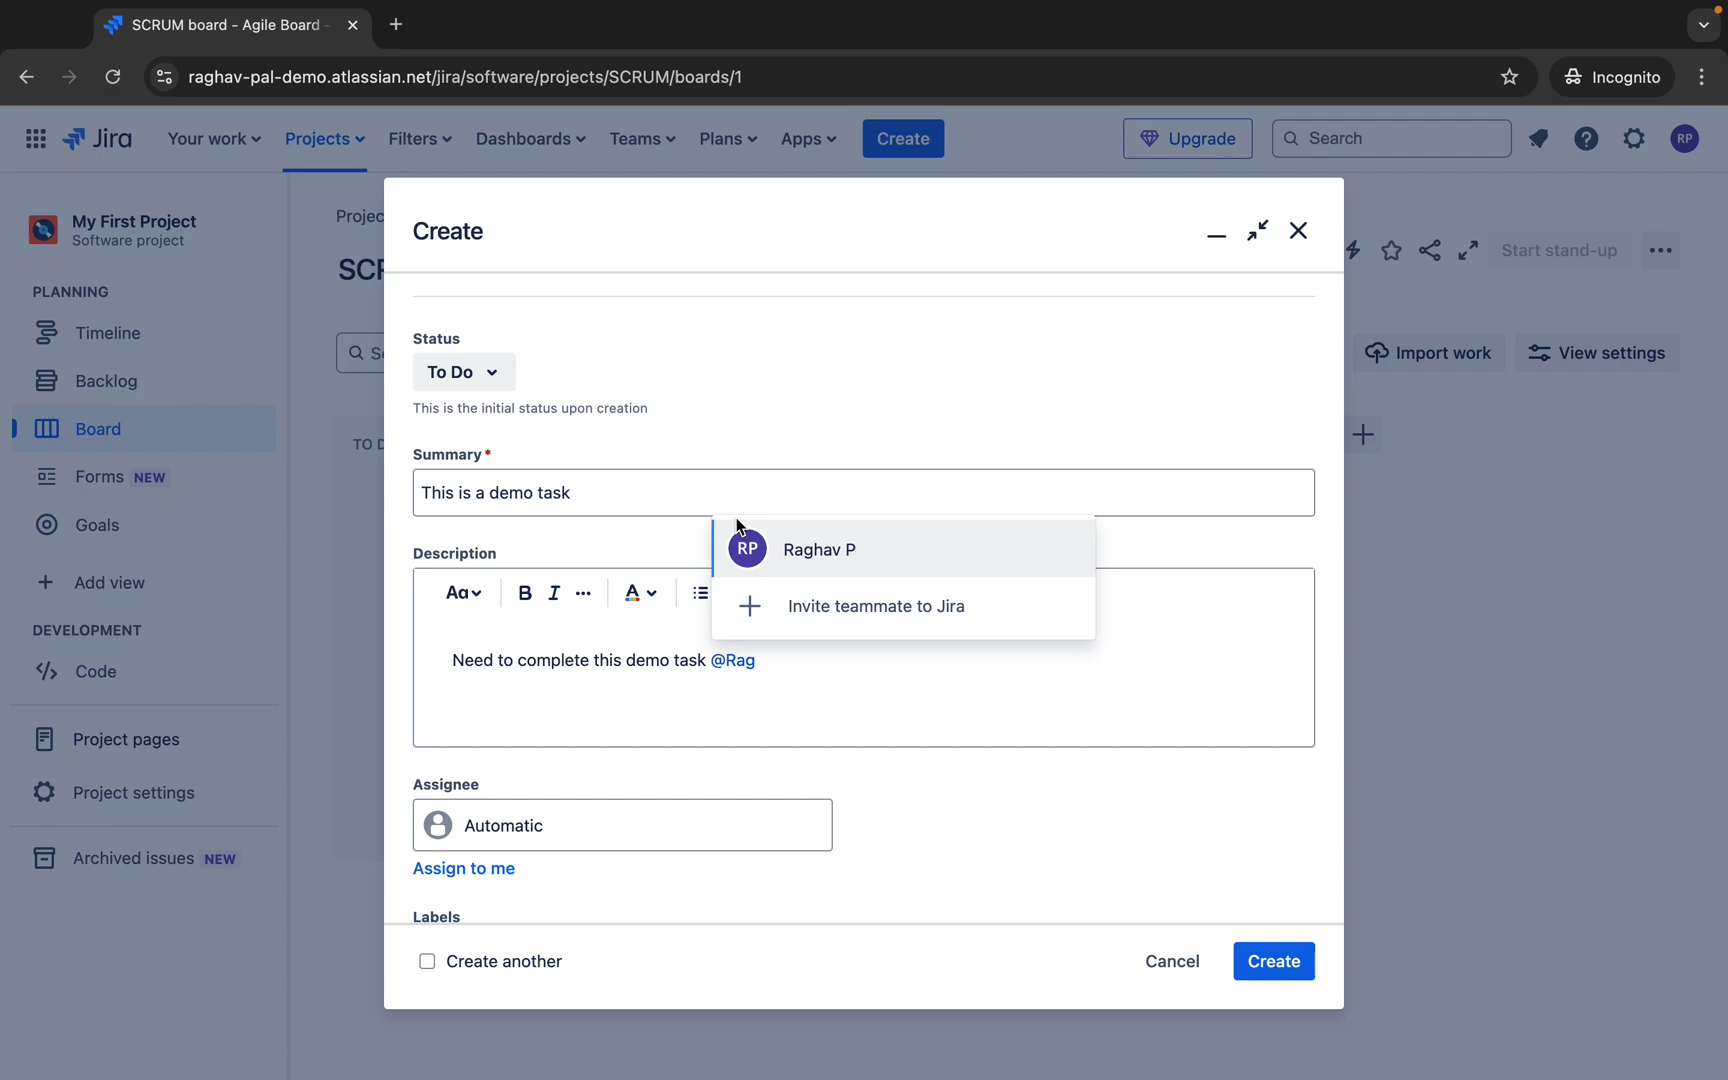 SCRUM board - Agile Board -
raghav-pal-demo.atlassian.net/jira/software/projects/SCRUM/boards/1
Incognito
Jira
Your work
Projects
Filters
Dashboards
Teams
Plans
Apps
Create
Upgrade
Search
RP
My First Project
Software project
PLANNING
Timeline
Backlog
Board
Forms NEW
Goals
Add view
DEVELOPMENT
Code
Project pages
Project settings
Archived issues NEW
Projec
SCR
Start stand-up
Import work
View settings
TO D
Create
Status
To Do
This is the initial status upon creation
Summary *
This is a demo task
Description
Aa
B I
A
RP Raghav P
Invite teammate to Jira
Need to complete this demo task @Rag
Assignee
Automatic
Assign to me
Labels
Create another
Cancel
Create